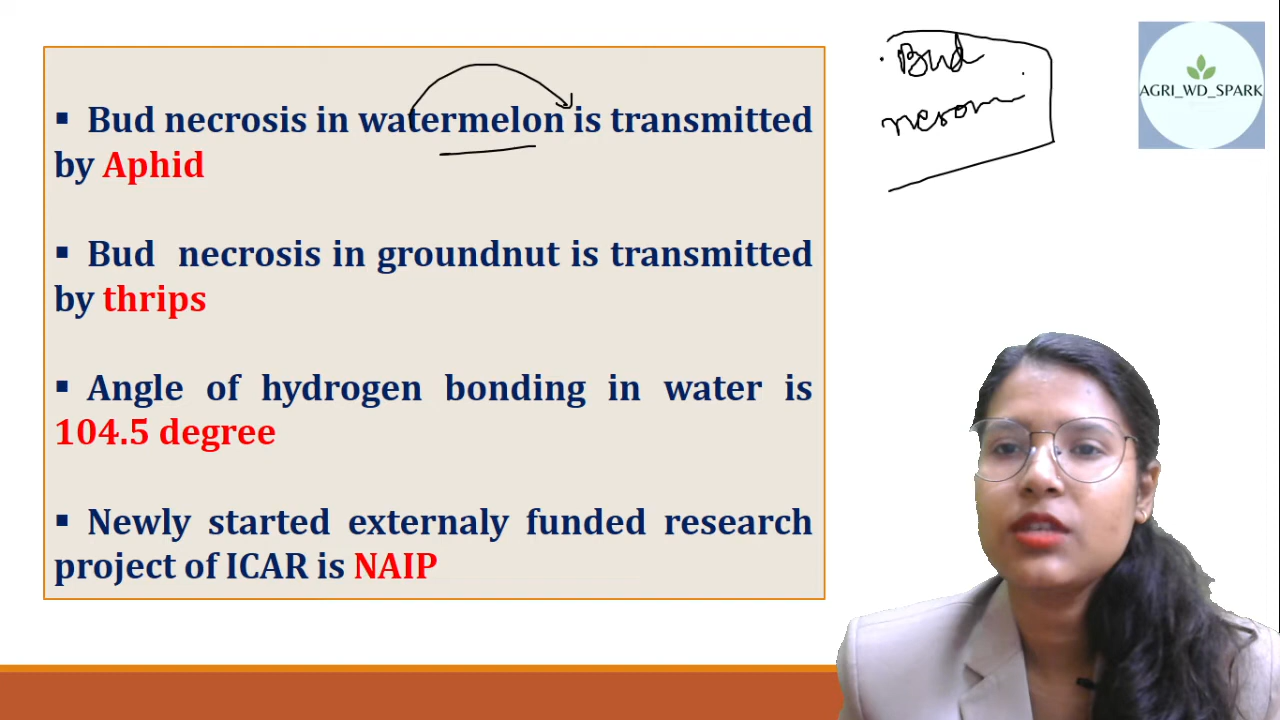 ▪ Bud necrosis in watermelon is transmitted
by Aphid
▪ Bud necrosis in groundnut is transmitted
by thrips
▪ Angle of hydrogen bonding in water is
104.5 degree
▪ Newly started externaly funded research
project of ICAR is NAIP
Bud
AGRI_WD_SPARK